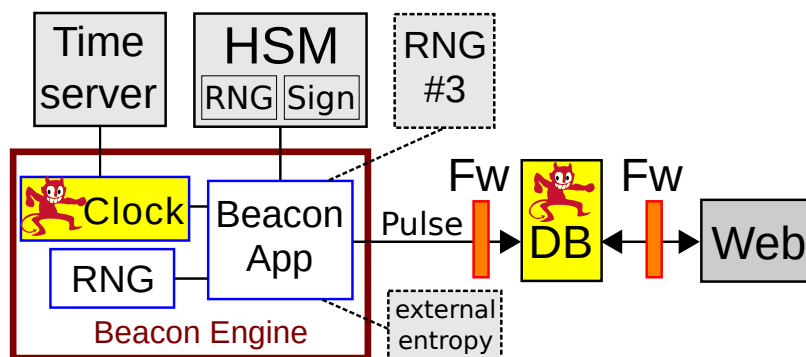 Time
server
HSM
RNG
Sign
RNG
#3
Clock
Beacon
App
RNG
Beacon Engine
Pulse
Fw
DB
Fw
Web
external
entropy